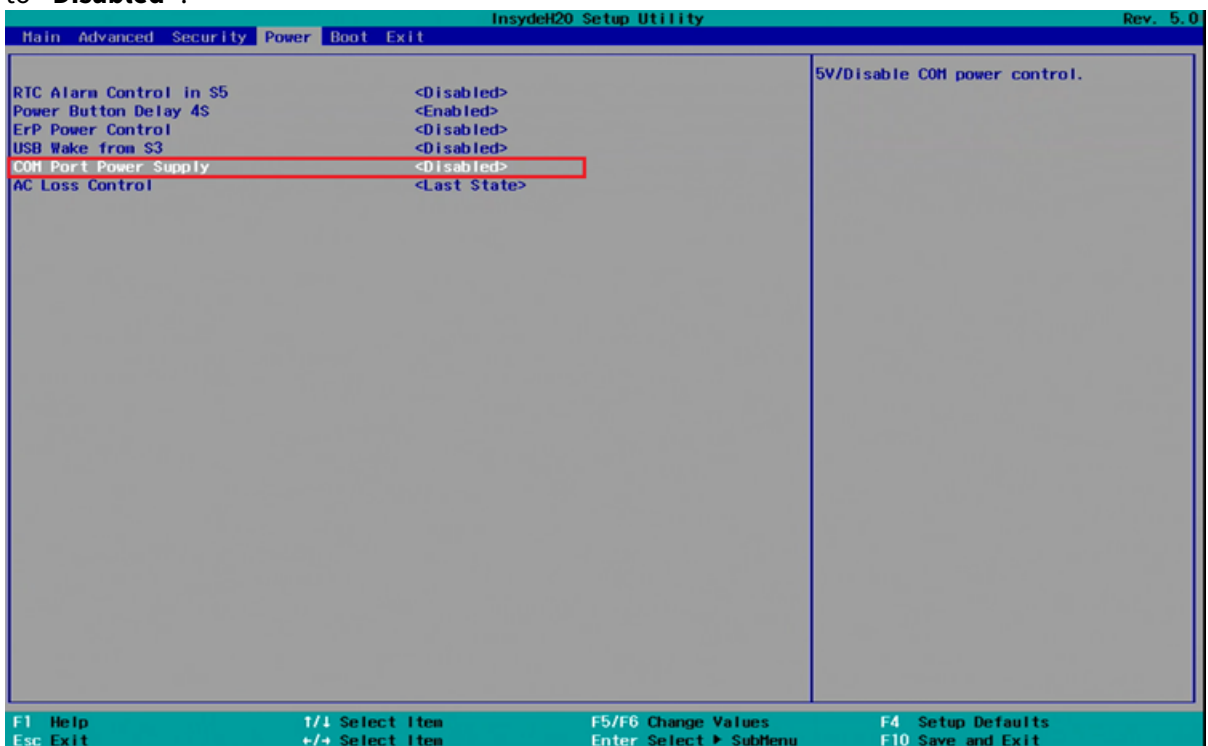 to "Disabled".
InsydeH20 Setup Utility Rev. 5.0
Main Advanced Security Power Boot Exit
5V/Disable COM power control.
RTC Alarm Control in S5 <Disabled>
Power Button Delay 4S <Enabled>
ErP Power Control <Disabled>
USB Wake from S3 <Disabled>
COM Port Power Supply <Disabled>
AC Loss Control <Last State>
F1 Help ↑/↓ Select Item F5/F6 Change Values F4 Setup Defaults
Esc Exit ←/→ Select Item Enter Select ▶ SubMenu F10 Save and Exit